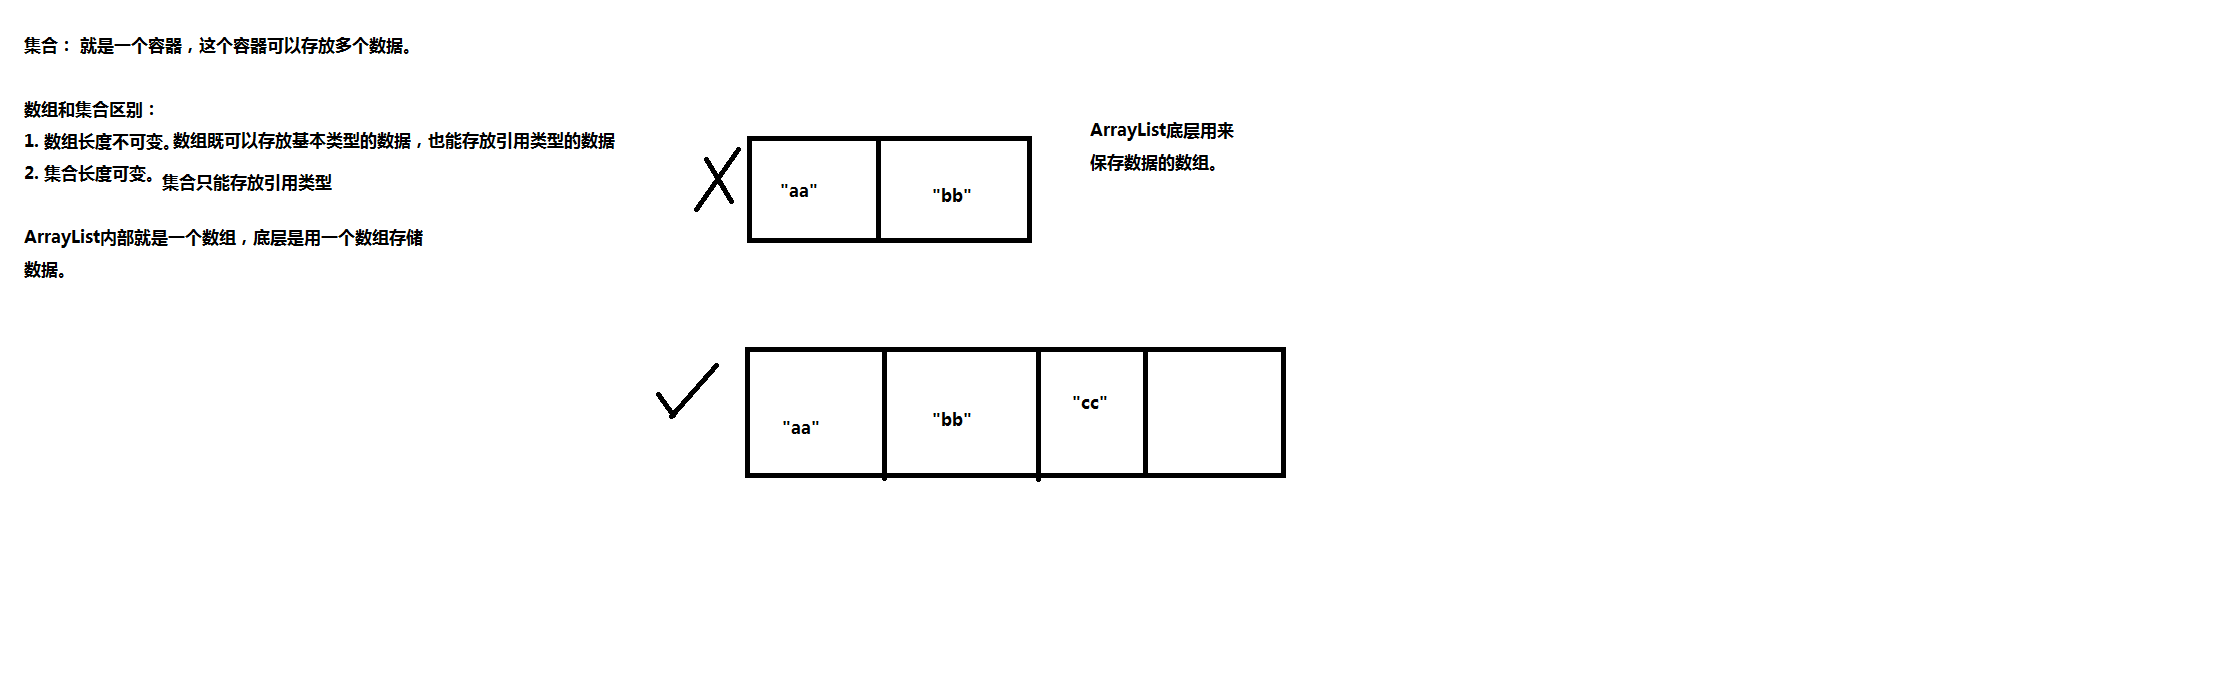 集合： 就是一个容器，这个容器可以存放多个数据。
数组和集合区别：
1. 数组长度不可变。数组既可以存放基本类型的数据，也能存放引用类型的数据
2. 集合长度可变。 集合只能存放引用类型
ArrayList内部就是一个数组，底层是用一个数组存储
数据。
ArrayList底层用来
保存数据的数组。
"aa" "bb"
"aa" "bb" "cc"